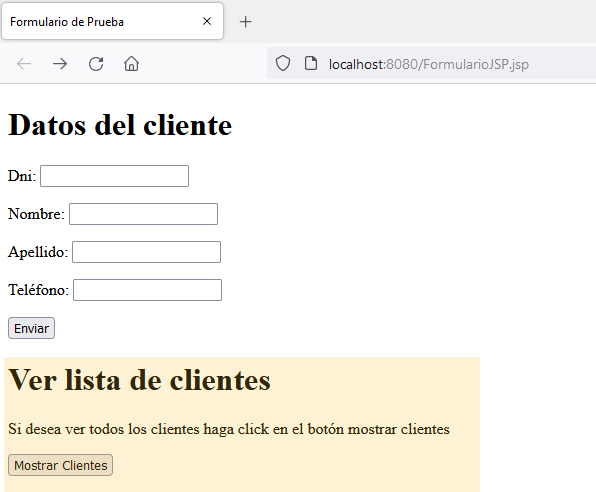 Formulario de Prueba
localhost:8080/FormularioJSP.jsp
Datos del cliente
Dni:
Nombre:
Apellido:
Teléfono:
Enviar
Ver lista de clientes
Si desea ver todos los clientes haga click en el botón mostrar clientes
Mostrar Clientes